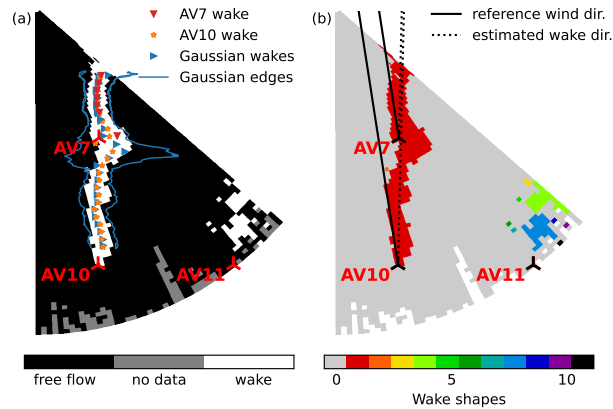 (a)
AV7 wake
AV10 wake
Gaussian wakes
Gaussian edges
AV7
AV10
AV11
free flow no data wake
(b)
reference wind dir.
estimated wake dir.
AV7
AV10
AV11
0 5 10
Wake shapes